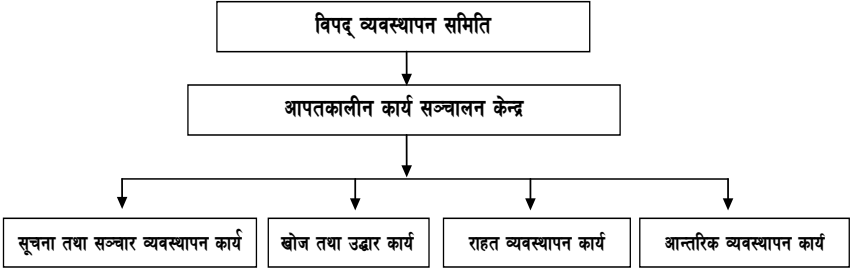 विपद् व्यवस्थापन समिति
आपतकालीन कार्य सञ्चालन केन्द्र
सूचना तथा सञ्चार व्यवस्थापन कार्य
खोज तथा उद्धार कार्य
राहत व्यवस्थापन कार्य
आन्तरिक व्यवस्थापन कार्य